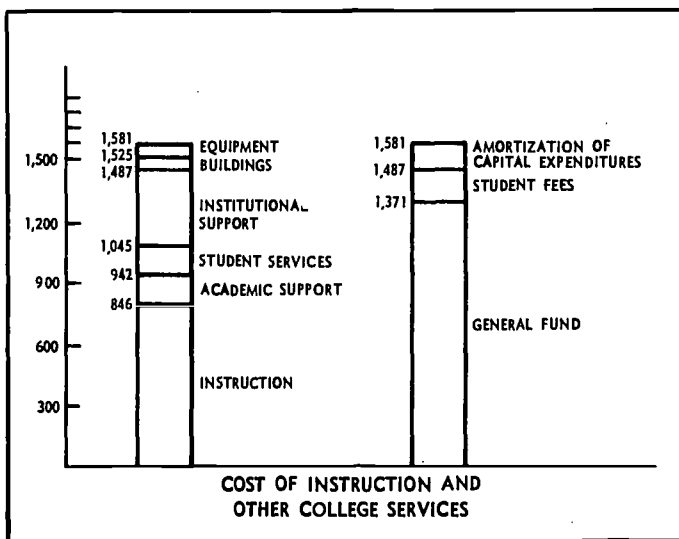 1,500
1,200
900
600
300
1,581
1,525
1,487
1,045
942
846
EQUIPMENT
BUILDINGS
INSTITUTIONAL
SUPPORT
STUDENT SERVICES
ACADEMIC SUPPORT
INSTRUCTION
1,581
1,487
1,371
AMORTIZATION OF
CAPITAL EXPENDITURES
STUDENT FEES
GENERAL FUND
COST OF INSTRUCTION AND
OTHER COLLEGE SERVICES